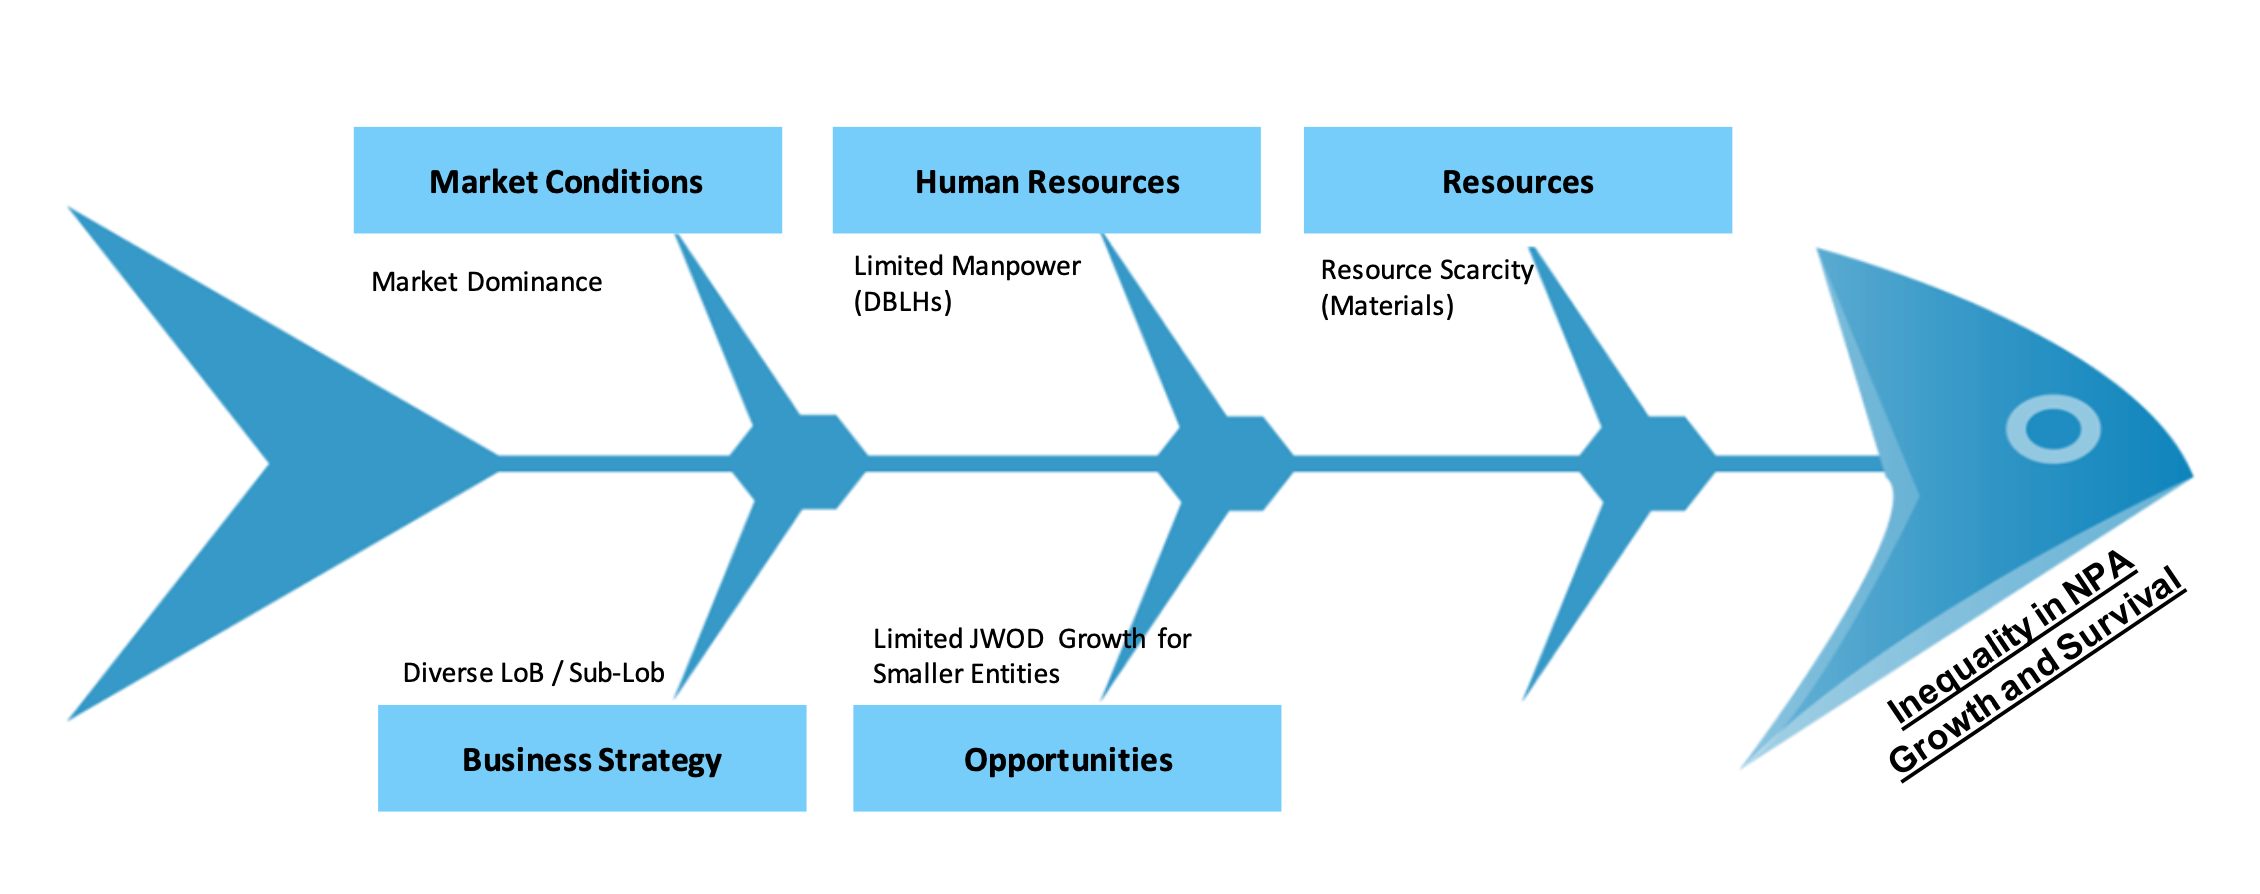 Market Conditions
Human Resources
Resources
Market Dominance
Limited Manpower
(DBLHs)
Resource Scarcity
(Materials)
Diverse LoB / Sub-Lob
Limited JWOD Growth for
Smaller Entities
Business Strategy
Opportunities
Inequality in NPA
Growth and Survival